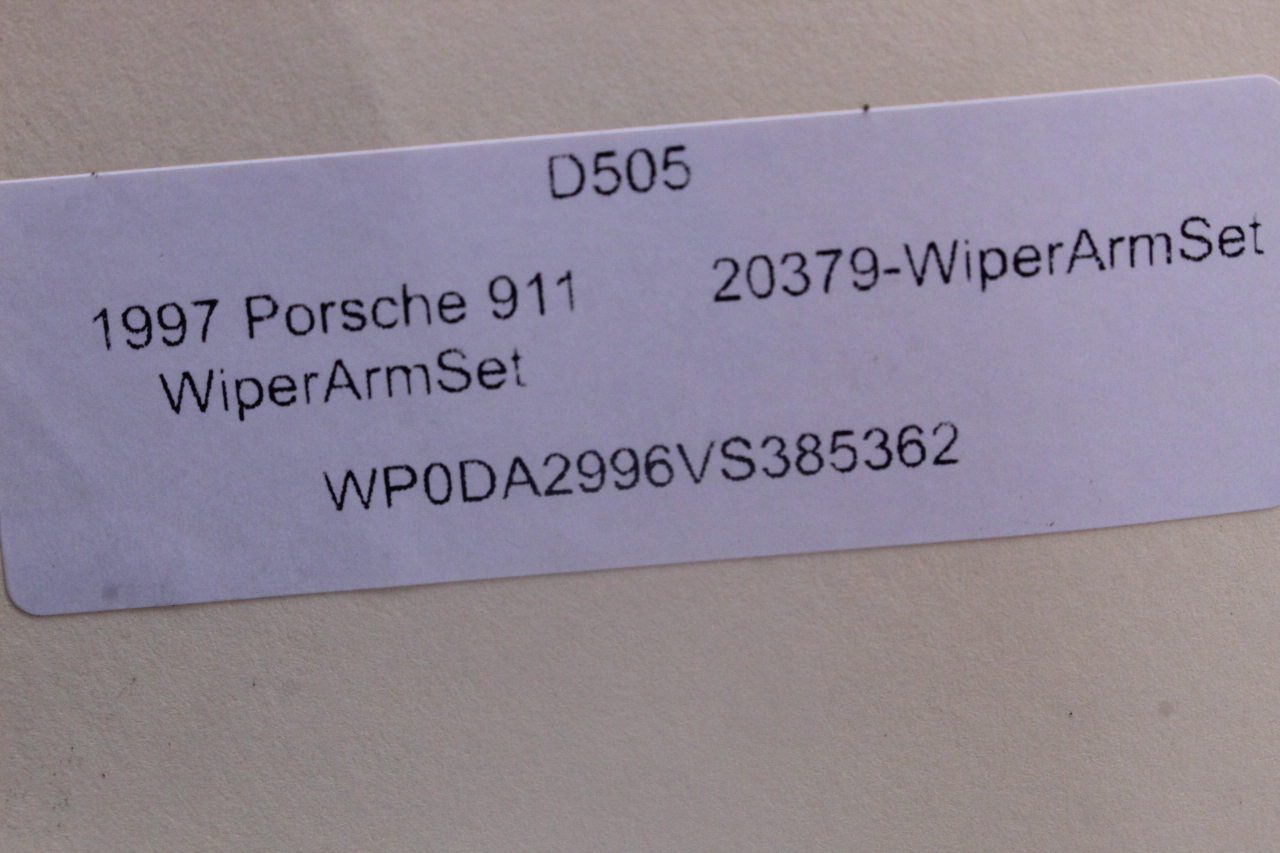 D505
1997 Porsche 911 20379-WiperArmSet
WiperArmSet
WP0DA2996VS385362